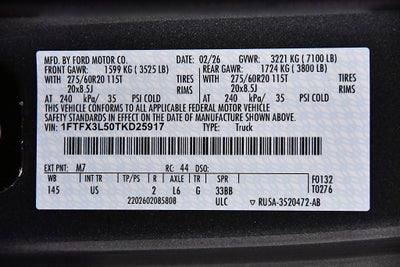 MFD. BY FORD MOTOR CO. 02/26 GVWR: 3221 KG ( 7100 LB)
FRONT GAWR: 1599 KG ( 3525 LB) REAR GAWR: 1724 KG ( 3800 LB)
275/60R20 115T TIRES 275/60R20 115T TIRES
20x8.5J RIMS 20x8.5J RIMS
AT 240 kPa/ 35 PSI COLD AT 240 kPa/ 35 PSI COLD
THIS VEHICLE CONFORMS TO ALL APPLICABLE FEDERAL MOTOR VEHICLE
SAFETY STANDARDS IN EFFECT ON THE DATE OF MANUFACTURE SHOWN ABOVE.
VIN: 1FTFX3L50TKD25917 TYPE: Truck
EXT PNT: M7 RC: 44 DSO: F0132
WB INT TR TP/PS R AXLE TR SPR T0276
145 US 2 L6 G 33BB
2202602085808 ULC RU5A-3520472-AB